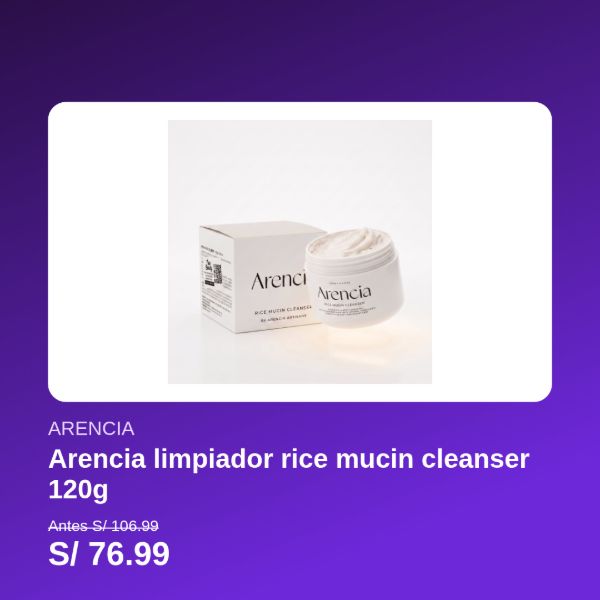 Arenci
RICE MUCIN CLEANSER
Arencia
RICE MUCIN CLEANSER
ARENCIA
Arencia limpiador rice mucin cleanser
120g
Antes S/ 106.99
S/ 76.99